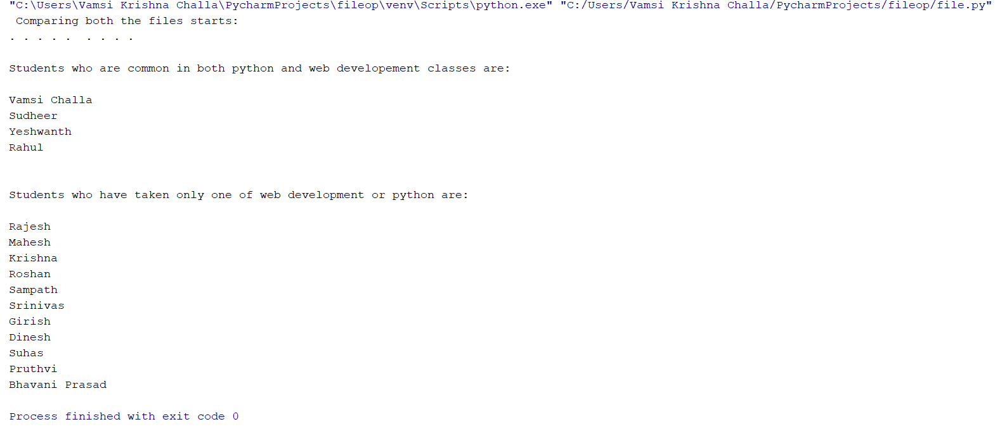 "C:\Users\Vamsi Krishna Challa\PycharmProjects\fileop\venv\Scripts\python.exe" "C:/Users/Vamsi Krishna Challa/PycharmProjects/fileop/file.py"
Comparing both the files starts:
. . . . .  . . . .
Students who are common in both python and web developement classes are:
Vamsi Challa
Sudheer
Yeshwanth
Rahul
Students who have taken only one of web development or python are:
Rajesh
Mahesh
Krishna
Roshan
Sampath
Srinivas
Girish
Dinesh
Suhas
Pruthvi
Bhavani Prasad
Process finished with exit code 0